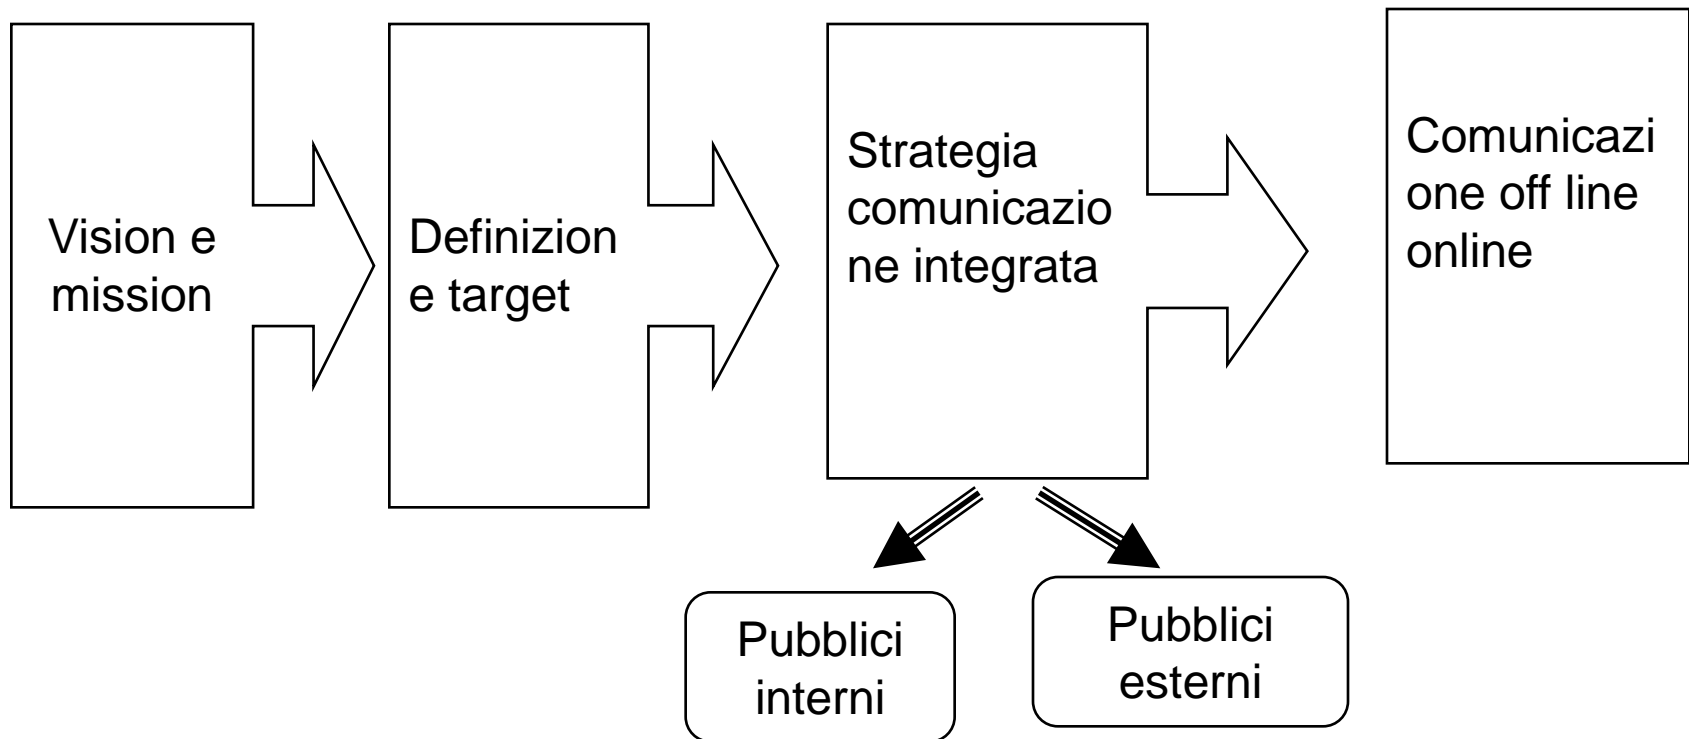 Vision e
mission
Definizion
e target
Strategia
comunicazio
ne integrata
Comunicazi
one off line
online
Pubblici
interni
Pubblici
esterni